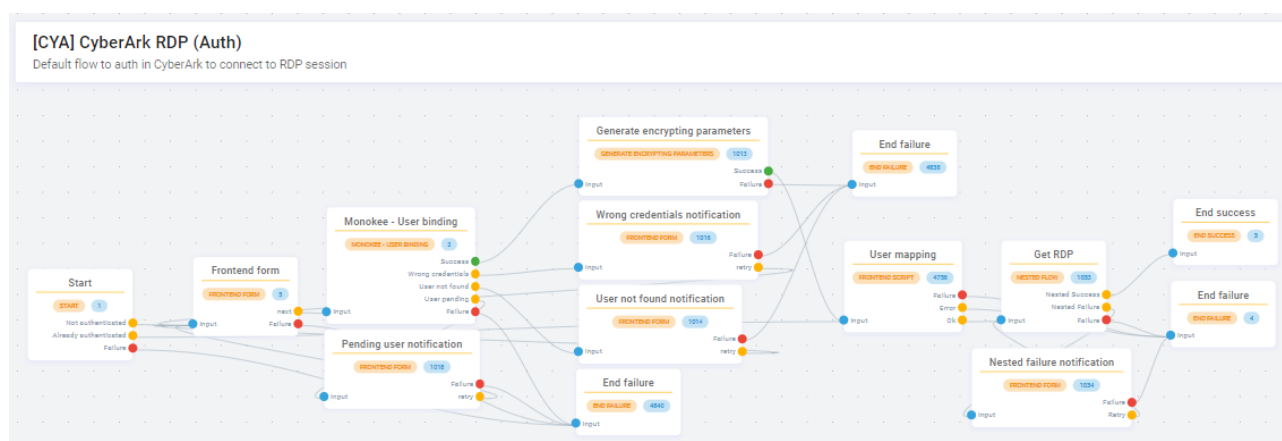 [CYA] CyberArk RDP (Auth)
Default flow to auth in CyberArk to connect to RDP session
Start
START 1
Not authenticated
Already authenticated
Failure
Frontend form
FRONTEND FORM 5
next
Input
Failure
Monokee - User binding
MONOKEE - USER BINDING 2
Success
Wrong credentials
User not found
User pending
Input
Failure
Pending user notification
FRONTEND FORM 1018
Failure
Input
retry
Generate encrypting parameters
GENERATE ENCRYPTING PARAMETERS 1013
Success
Input
Failure
Wrong credentials notification
FRONTEND FORM 1016
Failure
Input
retry
User not found notification
FRONTEND FORM 1014
Failure
Input
retry
End failure
END FAILURE 4840
Input
End failure
END FAILURE 4838
Input
User mapping
FRONTEND SCRIPT 4756
Failure
Error
Input
Ok
Get RDP
NESTED FLOW 1032
Nested Success
Nested Failure
Input
Failure
Nested failure notification
FRONTEND FORM 1034
Failure
Input
Retry
End success
END SUCCESS 3
Input
End failure
END FAILURE 4
Input